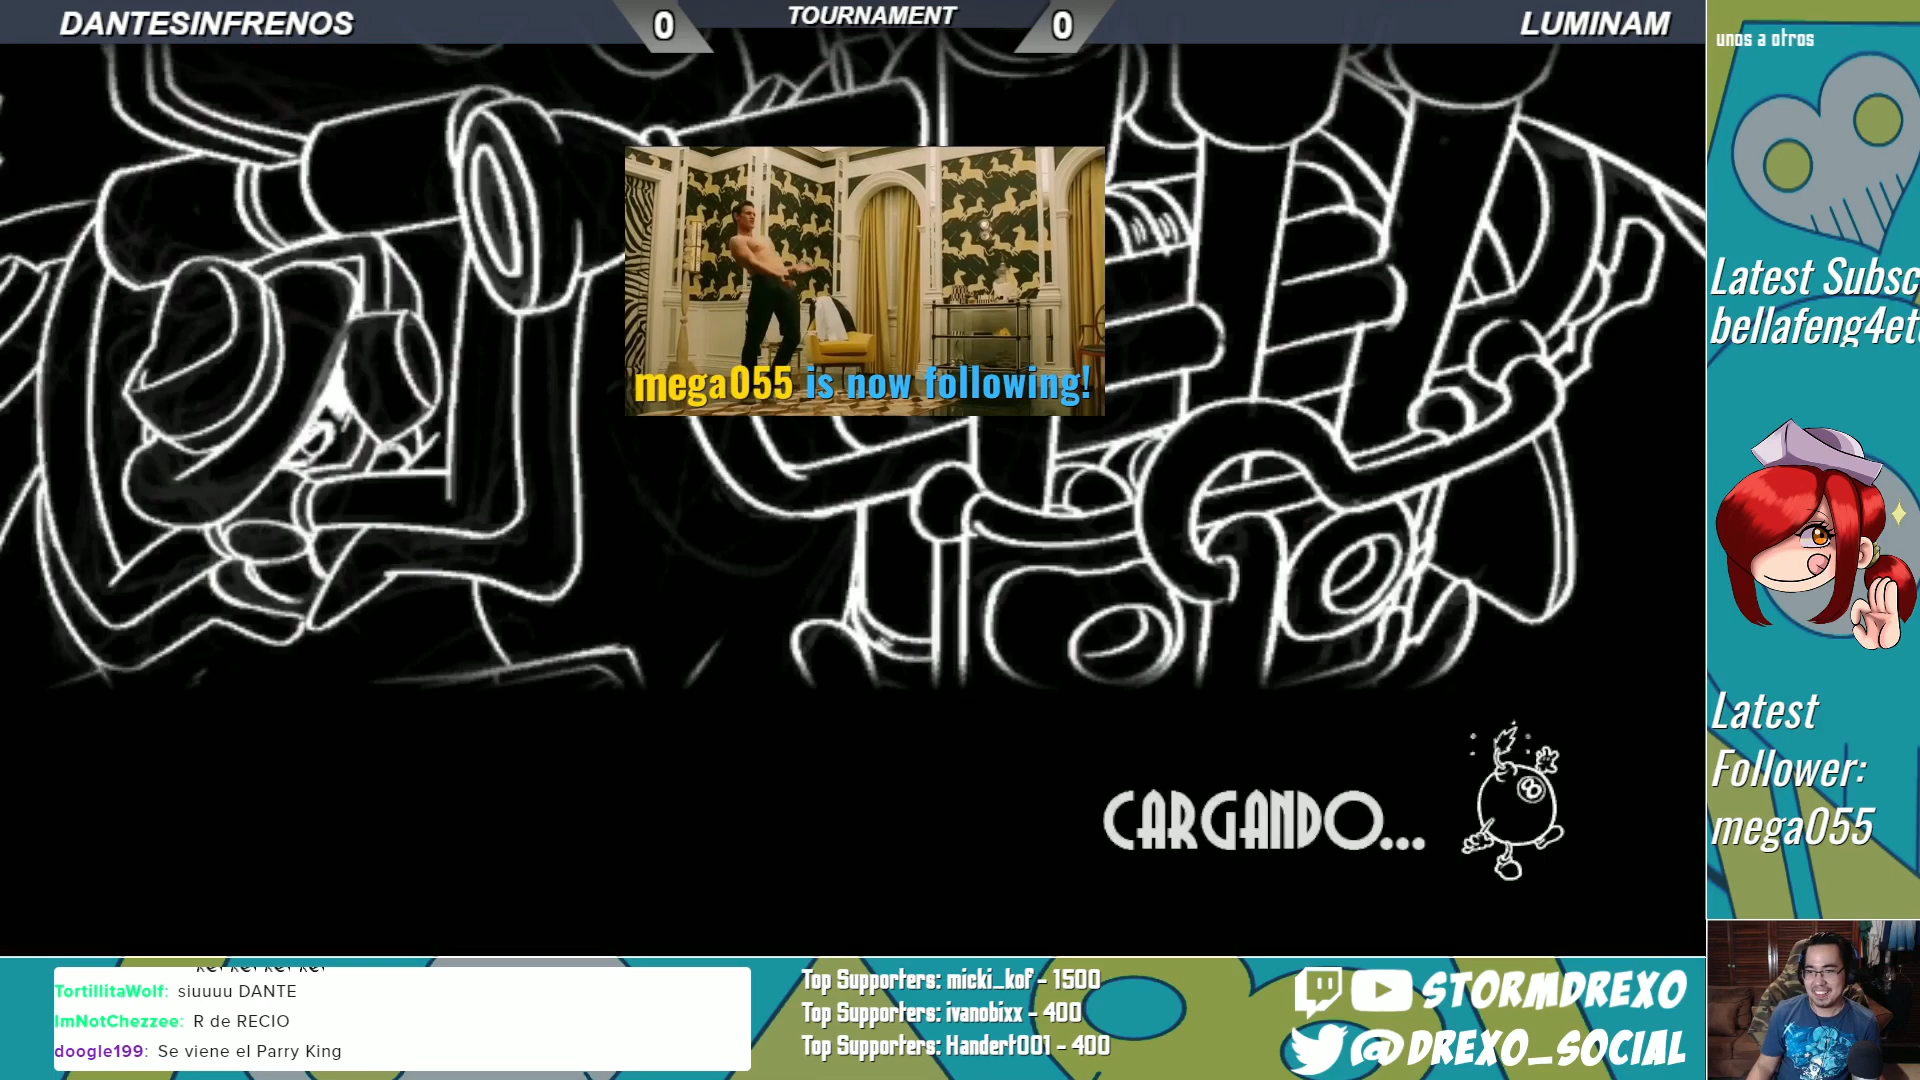 DANTESINFRENOS
0
TOURNAMENT
0
LUMINAM
unos a otros
mega055 is now following!
Latest Subsc
bellafeng4et
Latest
Follower:
mega055
CARGANDO...
8
TortillitaWolf: siuuuu DANTE
ImNotChezzee: R de RECIO
doogle199: Se viene el Parry King
Top Supporters: micki_kof - 1500
Top Supporters: ivanobixx - 400
Top Supporters: Handert001 - 400
STORMDREXO
@DREXO_SOCIAL